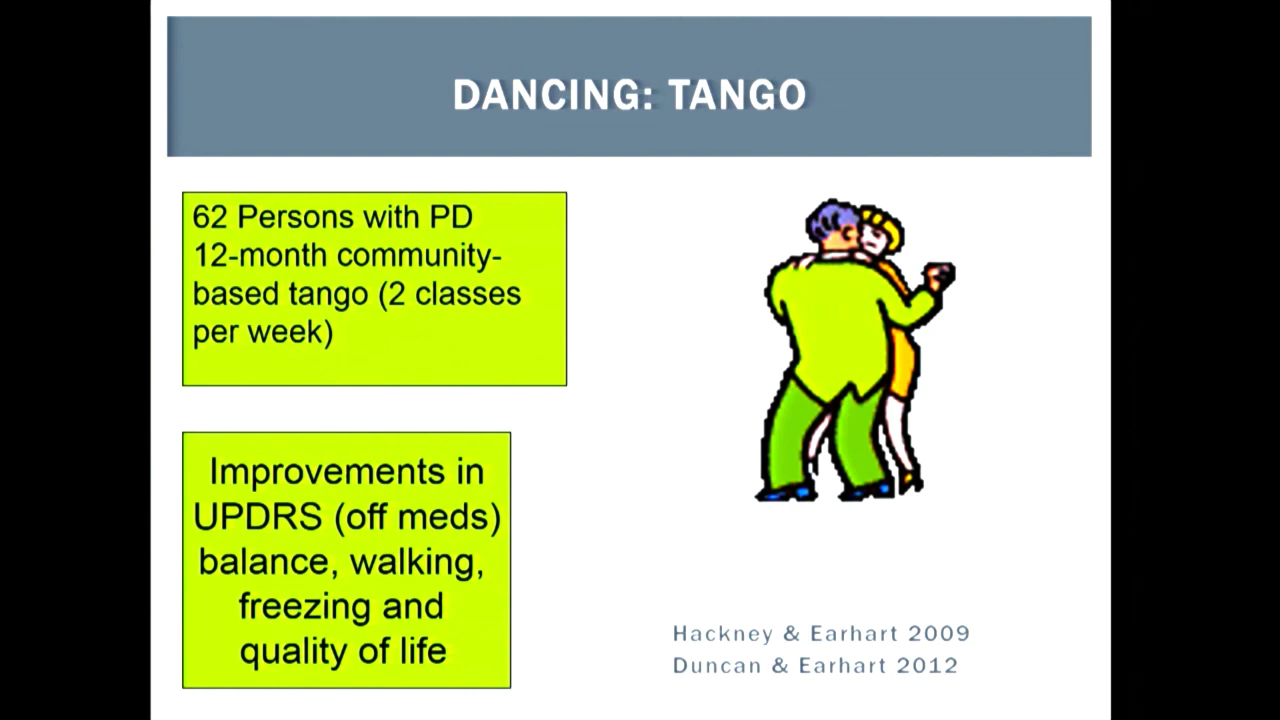 DANCING: TANGO
62 Persons with PD
12-month community-
based tango (2 classes
per week)
Improvements in
UPDRS (off meds)
balance, walking,
freezing and
quality of life
Hackney & Earhart 2009
Duncan & Earhart 2012